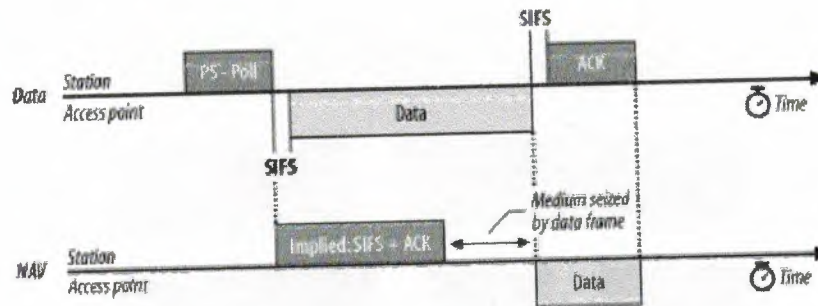 SIFS
PS-Poll
ACK
Station
Data
Access point
Data
Time
SIFS
Medium seized
by data frame
Implied: SIFS + ACK
Station
NAV
Access point
Data
Time